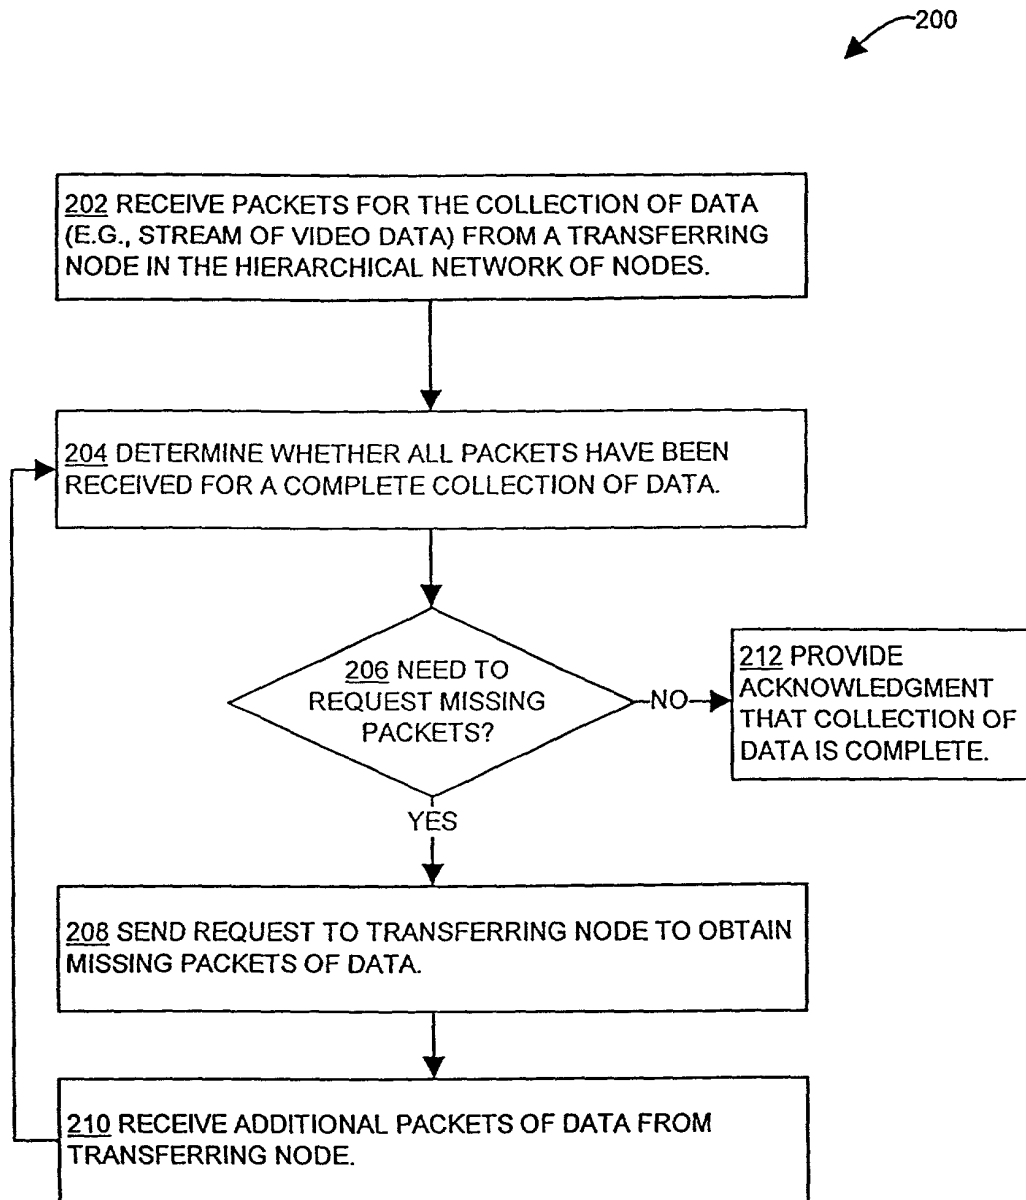 200
202 RECEIVE PACKETS FOR THE COLLECTION OF DATA
(E.G., STREAM OF VIDEO DATA) FROM A TRANSFERRING
NODE IN THE HIERARCHICAL NETWORK OF NODES.
204 DETERMINE WHETHER ALL PACKETS HAVE BEEN
RECEIVED FOR A COMPLETE COLLECTION OF DATA.
206 NEED TO
REQUEST MISSING
PACKETS?
NO
212 PROVIDE
ACKNOWLEDGMENT
THAT COLLECTION OF
DATA IS COMPLETE.
YES
208 SEND REQUEST TO TRANSFERRING NODE TO OBTAIN
MISSING PACKETS OF DATA.
210 RECEIVE ADDITIONAL PACKETS OF DATA FROM
TRANSFERRING NODE.